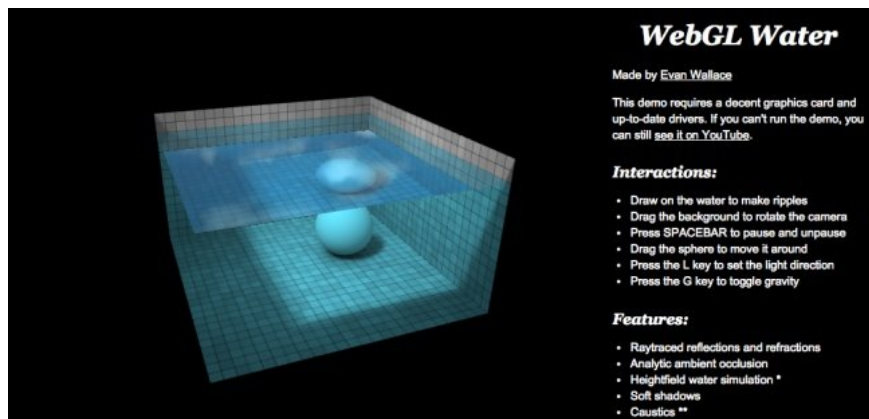 WebGL Water
Made by Evan Wallace
This demo requires a decent graphics card and
up-to-date drivers. If you can't run the demo, you
can still see it on YouTube.
Interactions:
• Draw on the water to make ripples
• Drag the background to rotate the camera
• Press SPACEBAR to pause and unpause
• Drag the sphere to move it around
• Press the L key to set the light direction
• Press the G key to toggle gravity
Features:
• Raytraced reflections and refractions
• Analytic ambient occlusion
• Heightfield water simulation *
• Soft shadows
• Caustics **